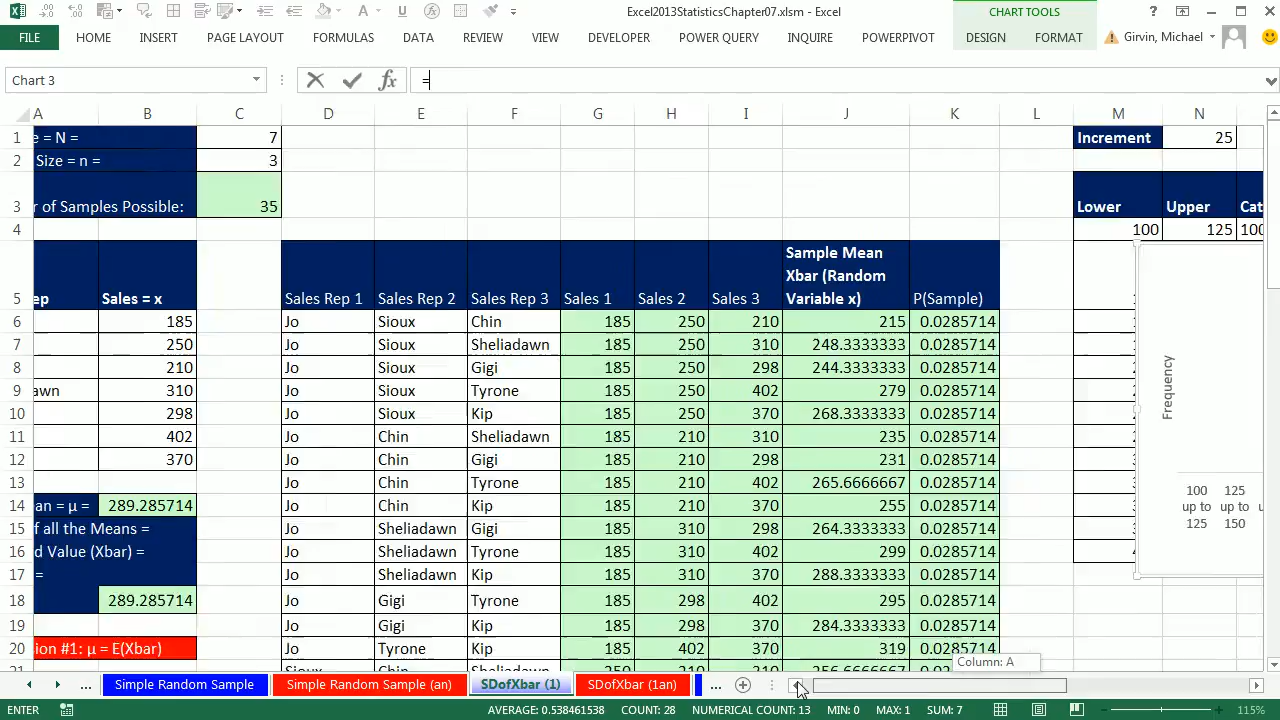 Excel2013StatisticsChapter07.xlsm - Excel
CHART TOOLS
FILE HOME INSERT PAGE LAYOUT FORMULAS DATA REVIEW VIEW DEVELOPER POWER QUERY INQUIRE POWERPIVOT DESIGN FORMAT Girvin, Michael
Chart 3 fx =
A B C D E F G H I J K L M N
1 e = N = 7 Increment 25
2 Size = n = 3
3 r of Samples Possible: 35 Lower Upper Cat
4 100 125 100
5 ep Sales = x Sales Rep 1 Sales Rep 2 Sales Rep 3 Sales 1 Sales 2 Sales 3 Sample Mean Xbar (Random Variable x) P(Sample)
6 185 Jo Sioux Chin 185 250 210 215 0.0285714
7 250 Jo Sioux Sheliadawn 185 250 310 248.3333333 0.0285714
8 210 Jo Sioux Gigi 185 250 298 244.3333333 0.0285714
9 awn 310 Jo Sioux Tyrone 185 250 402 279 0.0285714
10 298 Jo Sioux Kip 185 250 370 268.3333333 0.0285714
11 402 Jo Chin Sheliadawn 185 210 310 235 0.0285714
12 370 Jo Chin Gigi 185 210 298 231 0.0285714
13 Jo Chin Tyrone 185 210 402 265.6666667 0.0285714
14 an = μ = 289.285714 Jo Chin Kip 185 210 370 255 0.0285714
15 f all the Means = Jo Sheliadawn Gigi 185 310 298 264.3333333 0.0285714
16 d Value (Xbar) = Jo Sheliadawn Tyrone 185 310 402 299 0.0285714
17 = Jo Sheliadawn Kip 185 310 370 288.3333333 0.0285714
18 289.285714 Jo Gigi Tyrone 185 298 402 295 0.0285714
19 Jo Gigi Kip 185 298 370 284.3333333 0.0285714
20 sion #1: μ = E(Xbar) Jo Tyrone Kip 185 402 370 319 0.0285714
Frequency
100 up to 125
125 up to 150
Column: A
... Simple Random Sample Simple Random Sample (an) SDofXbar (1) SDofXbar (1an) ...
ENTER AVERAGE: 0.538461538 COUNT: 28 NUMERICAL COUNT: 13 MIN: 0 MAX: 1 SUM: 7 115%